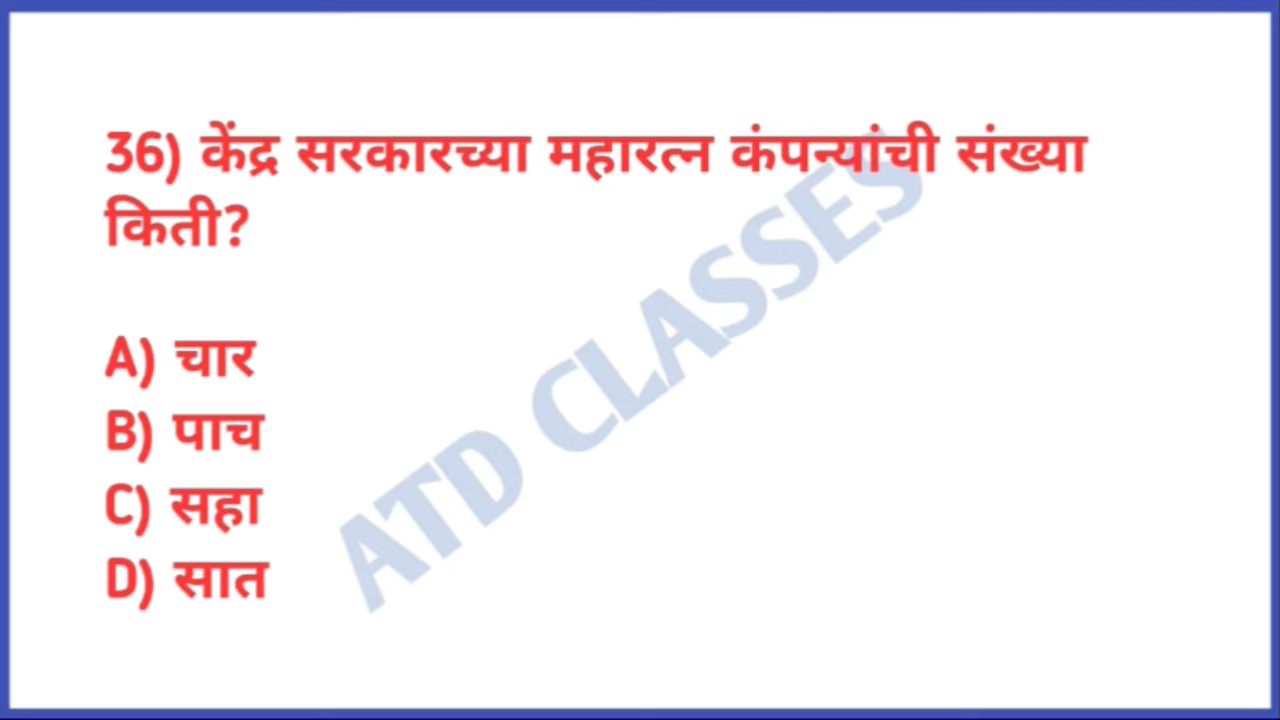 36) केंद्र सरकारच्या महारत्न कंपन्यांची संख्या
किती?
A) चार
B) पाच
C) सहा
D) सात
ATD CLASSES